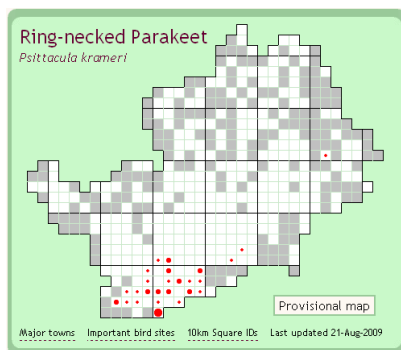 Ring-necked Parakeet
Psittacula krameri
Provisional map
Major towns Important bird sites 10km Square IDs Last updated 21-Aug-2009